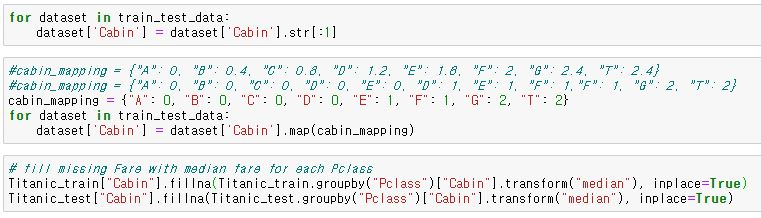 for dataset in train_test_data:
    dataset['Cabin'] = dataset['Cabin'].str[:1]
#cabin_mapping = {"A": 0, "B": 0.4, "C": 0.8, "D": 1.2, "E": 1.6, "F": 2, "G": 2.4, "T": 2.4}
#cabin_mapping = {"A": 0, "B": 0, "C": 0, "D": 0, "E": 0,"D": 1, "E": 1, "F": 1,"F": 1, "G": 2, "T": 2}
cabin_mapping = {"A": 0, "B": 0, "C": 0, "D": 0, "E": 1, "F": 1, "G": 2, "T": 2}
for dataset in train_test_data:
    dataset['Cabin'] = dataset['Cabin'].map(cabin_mapping)
# fill missing Fare with median fare for each Pclass
Titanic_train["Cabin"].fillna(Titanic_train.groupby("Pclass")["Cabin"].transform("median"), inplace=True)
Titanic_test["Cabin"].fillna(Titanic_test.groupby("Pclass")["Cabin"].transform("median"), inplace=True)